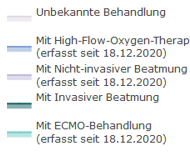 Unbekannte Behandlung
Mit High-Flow-Oxygen-Therap
(erfasst seit 18.12.2020)
Mit Nicht-invasiver Beatmung
(erfasst seit 18.12.2020)
Mit Invasiver Beatmung
Mit ECMO-Behandlung
(erfasst seit 18.12.2020)